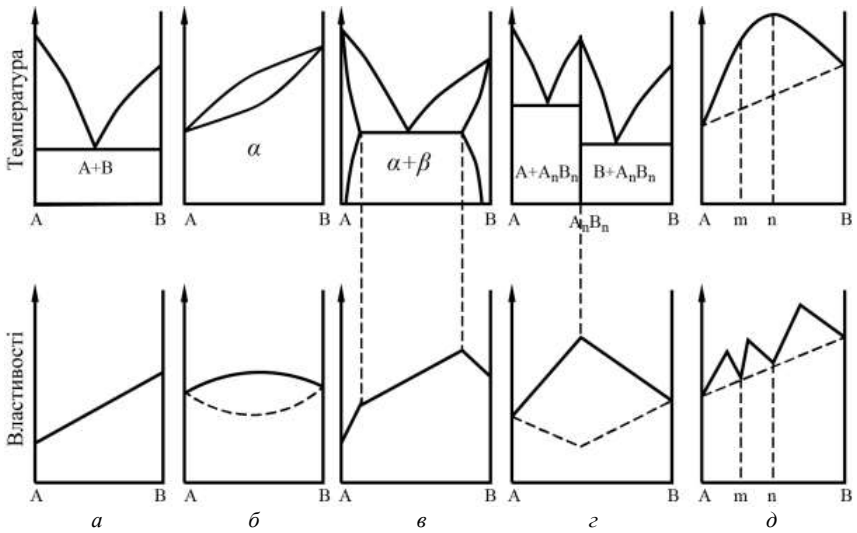 Температура
A+B
α
α+β
A+AₙBₙ
B+AₙBₙ
A B A B A B A AₙBₙ B A m n B
Властивості
A B A B A B A B A m n B
а б в г д